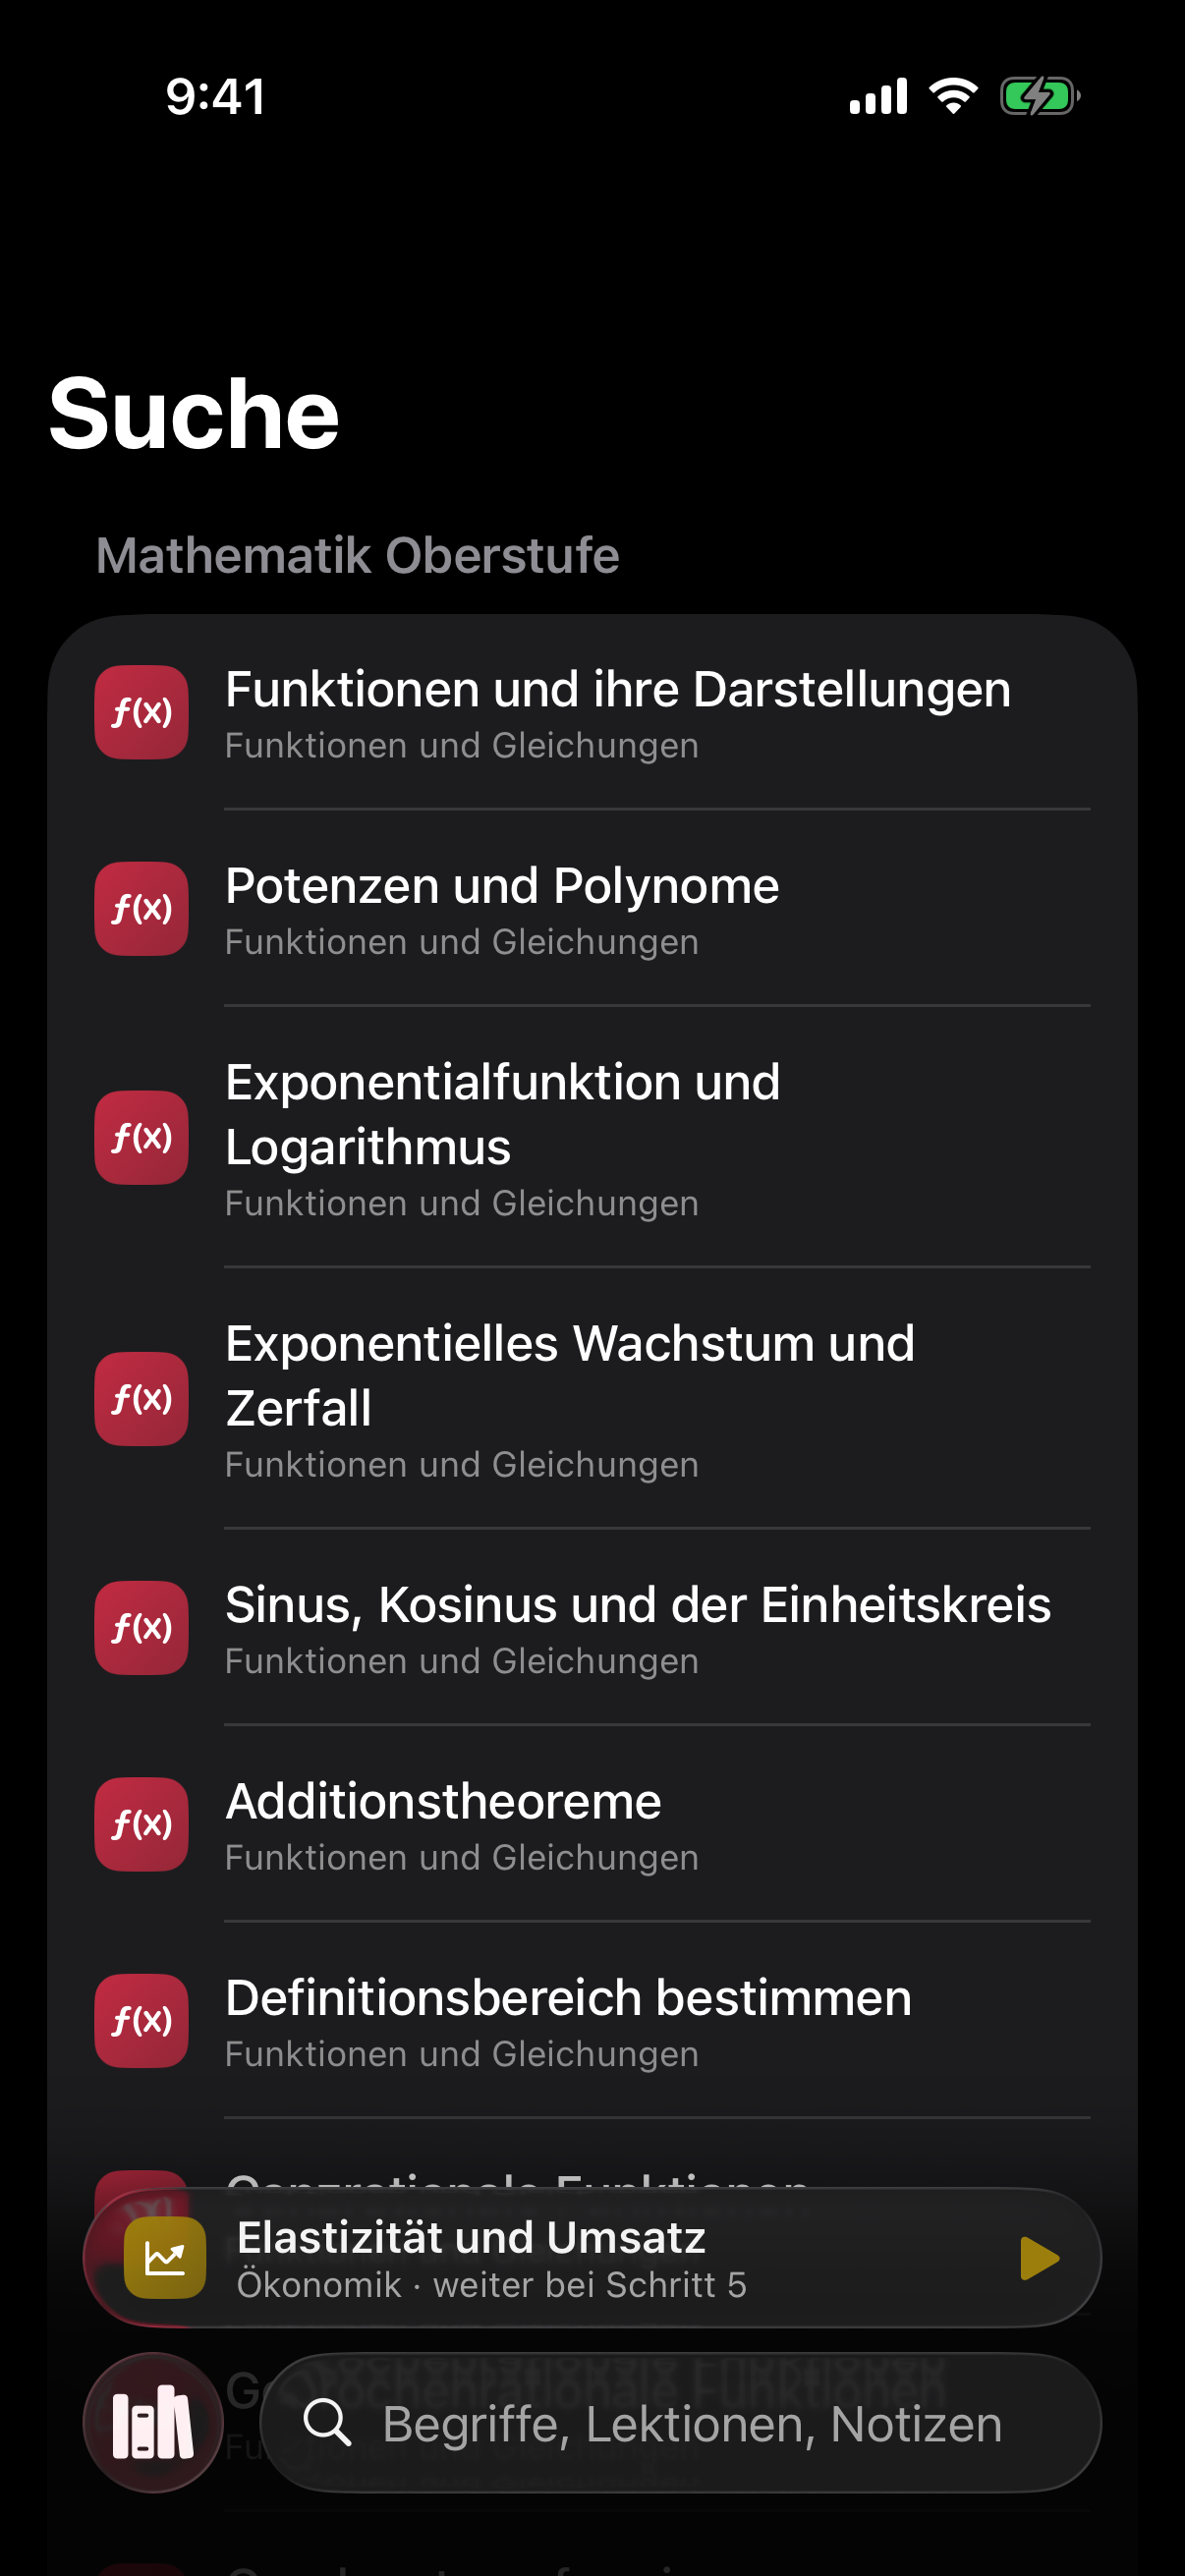 9:41
Suche
Mathematik Oberstufe
f(x)
Funktionen und ihre Darstellungen
Funktionen und Gleichungen
f(x)
Potenzen und Polynome
Funktionen und Gleichungen
f(x)
Exponentialfunktion und
Logarithmus
Funktionen und Gleichungen
f(x)
Exponentielles Wachstum und
Zerfall
Funktionen und Gleichungen
f(x)
Sinus, Kosinus und der Einheitskreis
Funktionen und Gleichungen
f(x)
Additionstheoreme
Funktionen und Gleichungen
f(x)
Definitionsbereich bestimmen
Funktionen und Gleichungen
Ganzrationale Funktionen
Elastizität und Umsatz
Ökonomik · weiter bei Schritt 5
Begriffe, Lektionen, Notizen